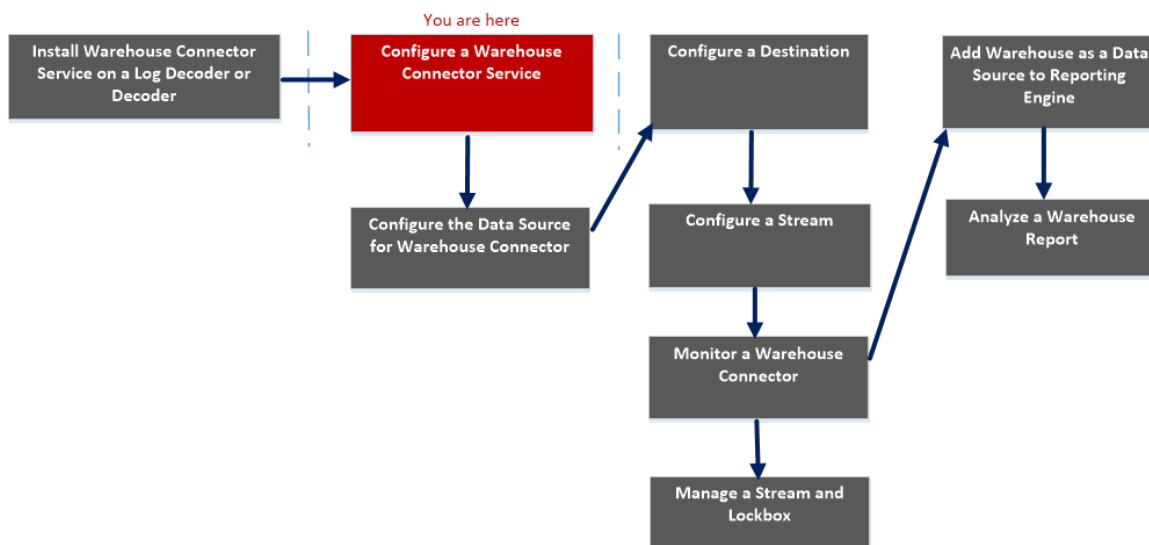 You are here
Install Warehouse Connector
Service on a Log Decoder or
Decoder
Configure a Warehouse
Connector Service
Configure the Data Source
for Warehouse Connector
Configure a Destination
Configure a Stream
Monitor a Warehouse
Connector
Manage a Stream and
Lockbox
Add Warehouse as a Data
Source to Reporting
Engine
Analyze a Warehouse
Report